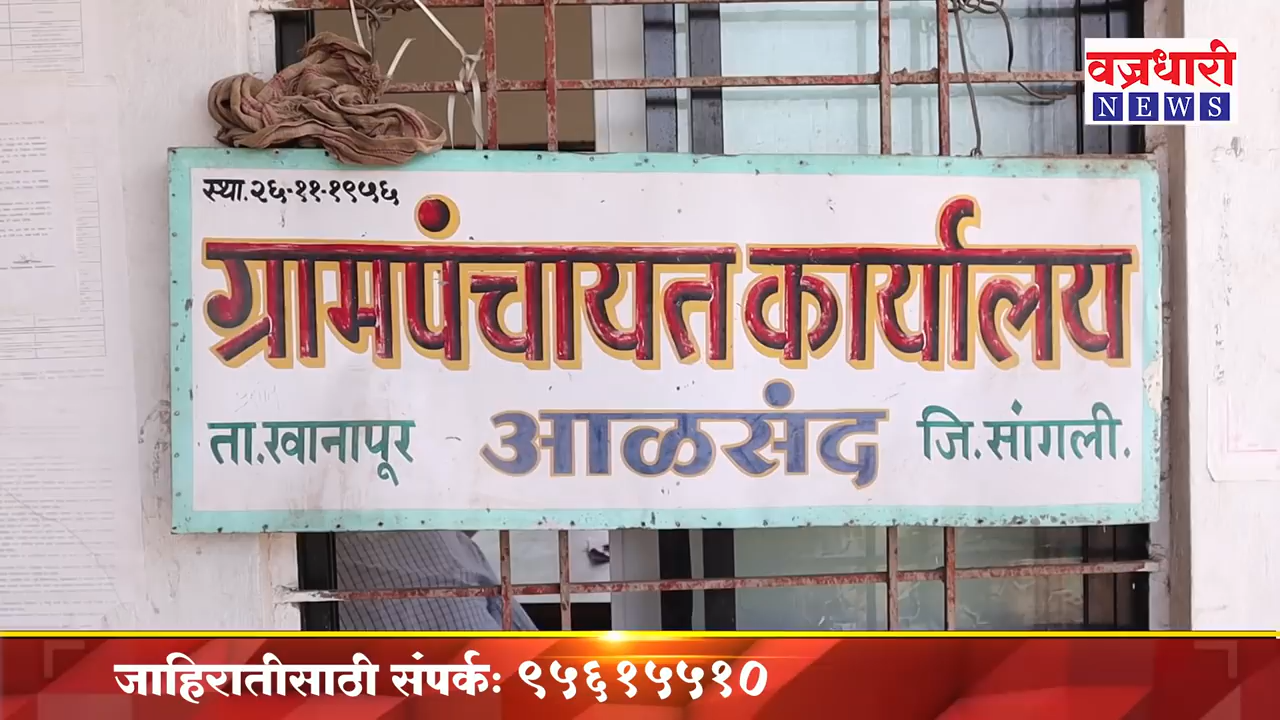 वज्रधारी
NEWS
स्था.२६-११-१९५६
ग्रामपंचायत कार्यालय
ता.खानापूर आळसंद जि.सांगली.
जाहिरातीसाठी संपर्कः ९५६१५५१०